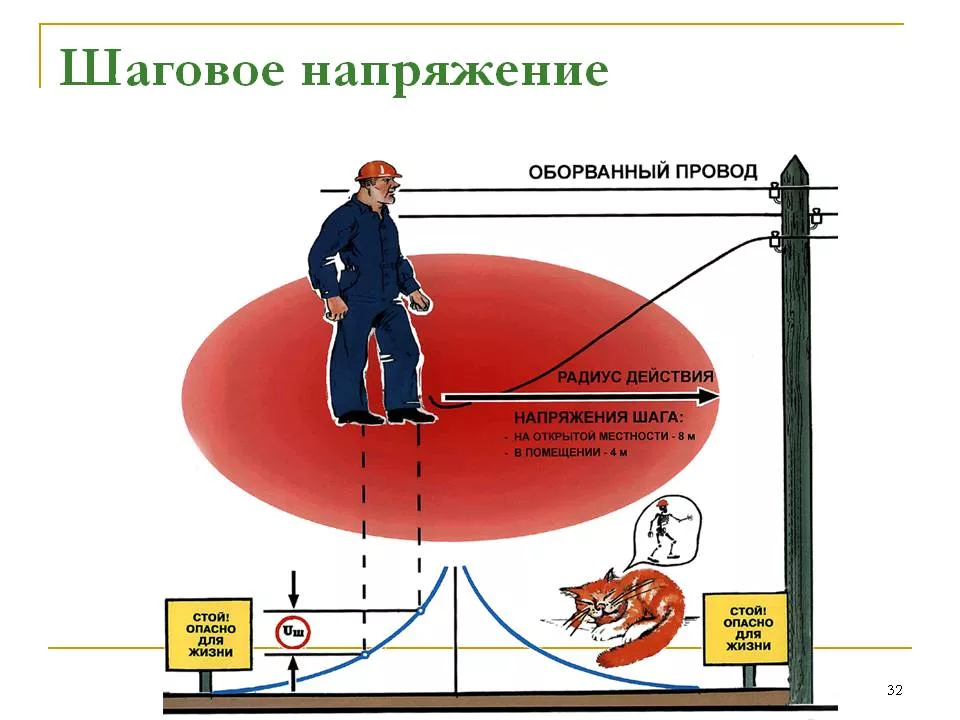 Шаговое напряжение
ОБОРВАННЫЙ ПРОВОД
РАДИУС ДЕЙСТВИЯ
НАПРЯЖЕНИЯ ШАГА:
- НА ОТКРЫТОЙ МЕСТНОСТИ - 8 м
- В ПОМЕЩЕНИИ - 4 м
СТОЙ!
ОПАСНО
ДЛЯ
ЖИЗНИ
Uш
СТОЙ!
ОПАСНО
ДЛЯ
ЖИЗНИ
32